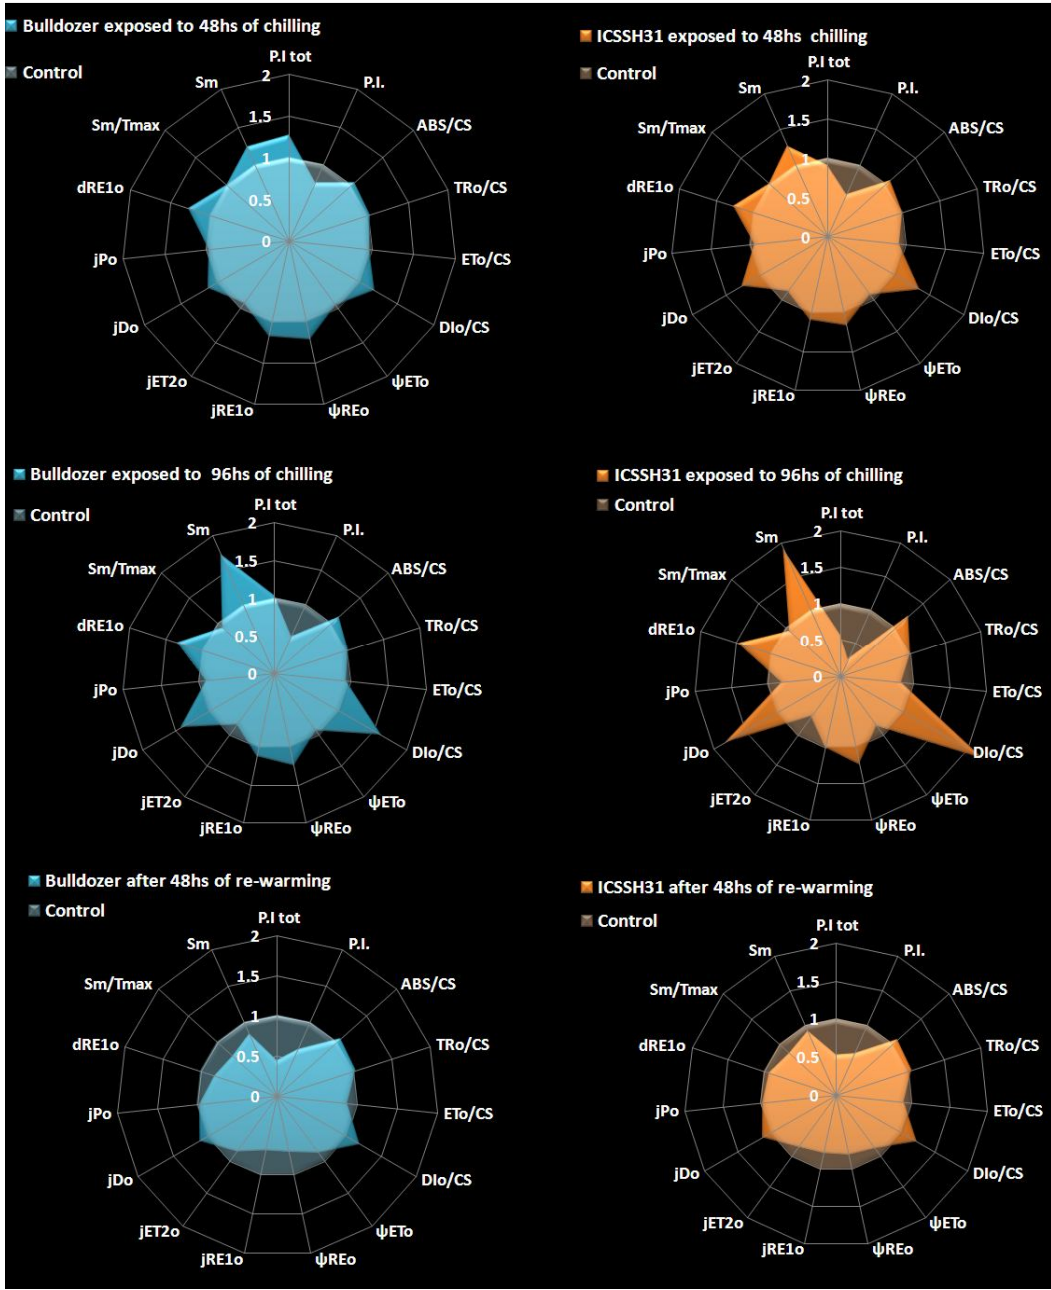 Bulldozer exposed to 48hs of chilling
Control
P.I tot
P.I.
ABS/CS
TRo/CS
ETo/CS
DIo/CS
ψETo
ψREo
jRE1o
jET2o
jDo
jPo
dRE1o
Sm/Tmax
Sm
2
1.5
1
0.5
0
ICSSH31 exposed to 48hs chilling
Control
P.I tot
P.I.
ABS/CS
TRo/CS
ETo/CS
DIo/CS
ψETo
ψREo
jRE1o
jET2o
jDo
jPo
dRE1o
Sm/Tmax
Sm
2
1.5
1
0.5
0
Bulldozer exposed to 96hs of chilling
Control
P.I tot
P.I.
ABS/CS
TRo/CS
ETo/CS
DIo/CS
ψETo
ψREo
jRE1o
jET2o
jDo
jPo
dRE1o
Sm/Tmax
Sm
2
1.5
1
0.5
0
ICSSH31 exposed to 96hs of chilling
Control
P.I tot
P.I.
ABS/CS
TRo/CS
ETo/CS
DIo/CS
ψETo
ψREo
jRE1o
jET2o
jDo
jPo
dRE1o
Sm/Tmax
Sm
2
1.5
1
0.5
0
Bulldozer after 48hs of re-warming
Control
P.I tot
P.I.
ABS/CS
TRo/CS
ETo/CS
DIo/CS
ψETo
ψREo
jRE1o
jET2o
jDo
jPo
dRE1o
Sm/Tmax
Sm
2
1.5
1
0.5
0
ICSSH31 after 48hs of re-warming
Control
P.I tot
P.I.
ABS/CS
TRo/CS
ETo/CS
DIo/CS
ψETo
ψREo
jRE1o
jET2o
jDo
jPo
dRE1o
Sm/Tmax
Sm
2
1.5
1
0.5
0